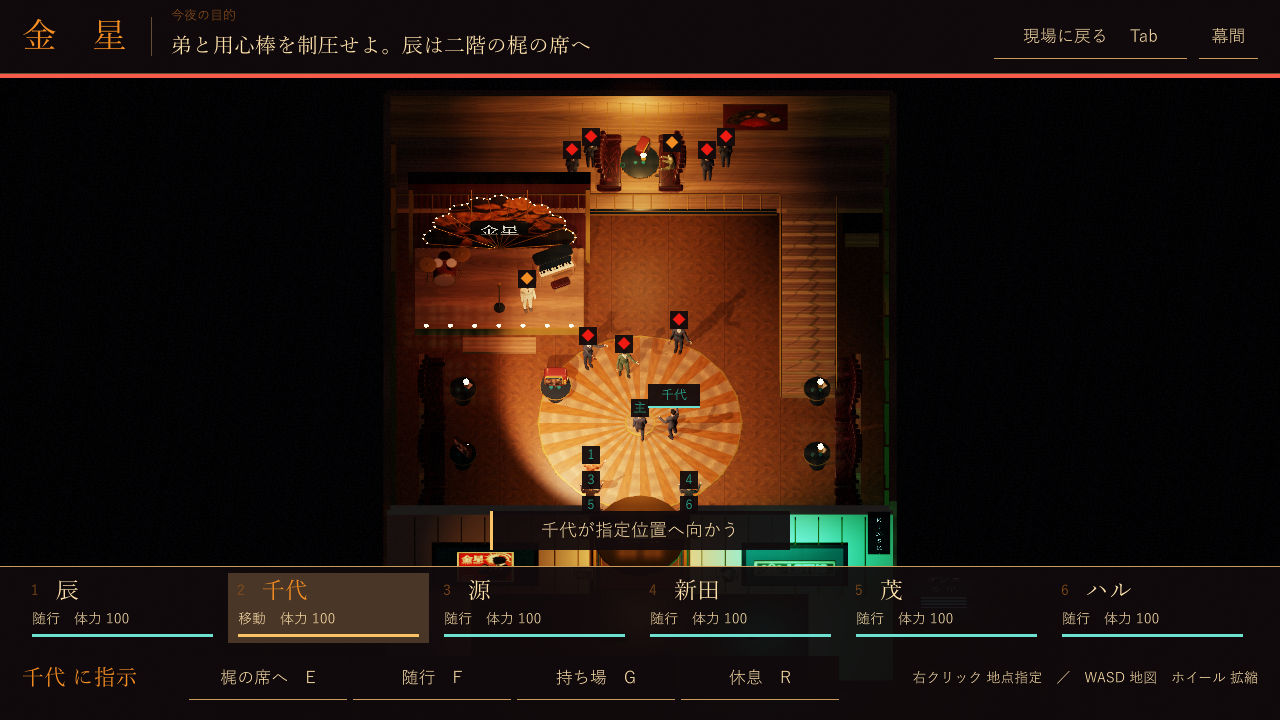 金 星
今夜の目的
弟と用心棒を制圧せよ。辰は二階の梶の席へ
現場に戻る Tab
幕間
金星
千代
主
1
3
4
5
6
千代が指定位置へ向かう
金星
1 辰
随行 体力 100
2 千代
移動 体力 100
3 源
随行 体力 100
4 新田
随行 体力 100
5 茂
随行 体力 100
6 ハル
随行 体力 100
千代 に指示
梶の席へ E
随行 F
持ち場 G
休息 R
右クリック 地点指定 ／ WASD 地図 ホイール 拡縮